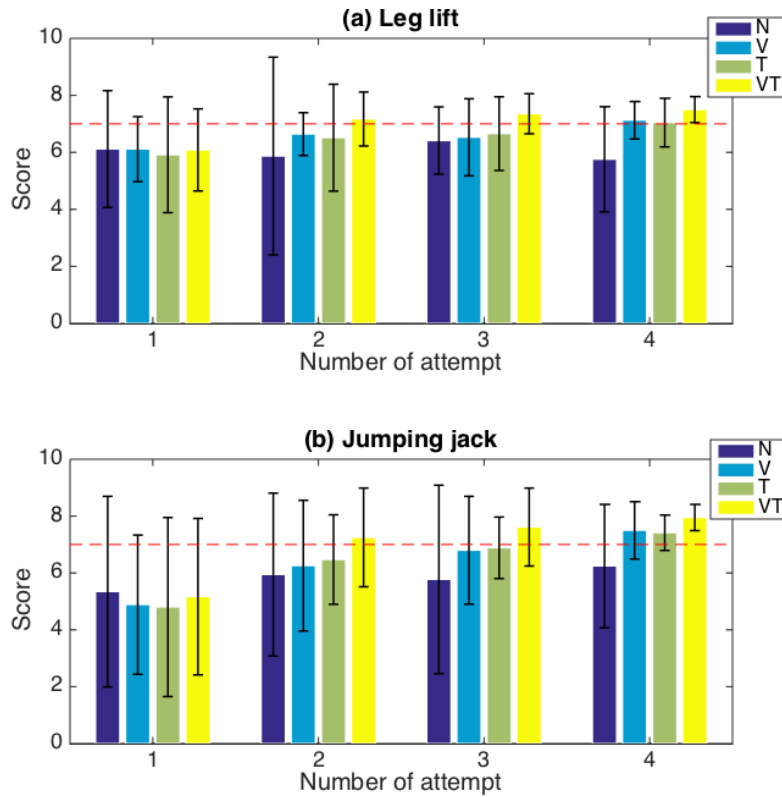 (a) Leg lift
N
V
T
VT
10
8
6
4
2
0
Score
1 2 3 4
Number of attempt
(b) Jumping jack
N
V
T
VT
10
8
6
4
2
0
Score
1 2 3 4
Number of attempt